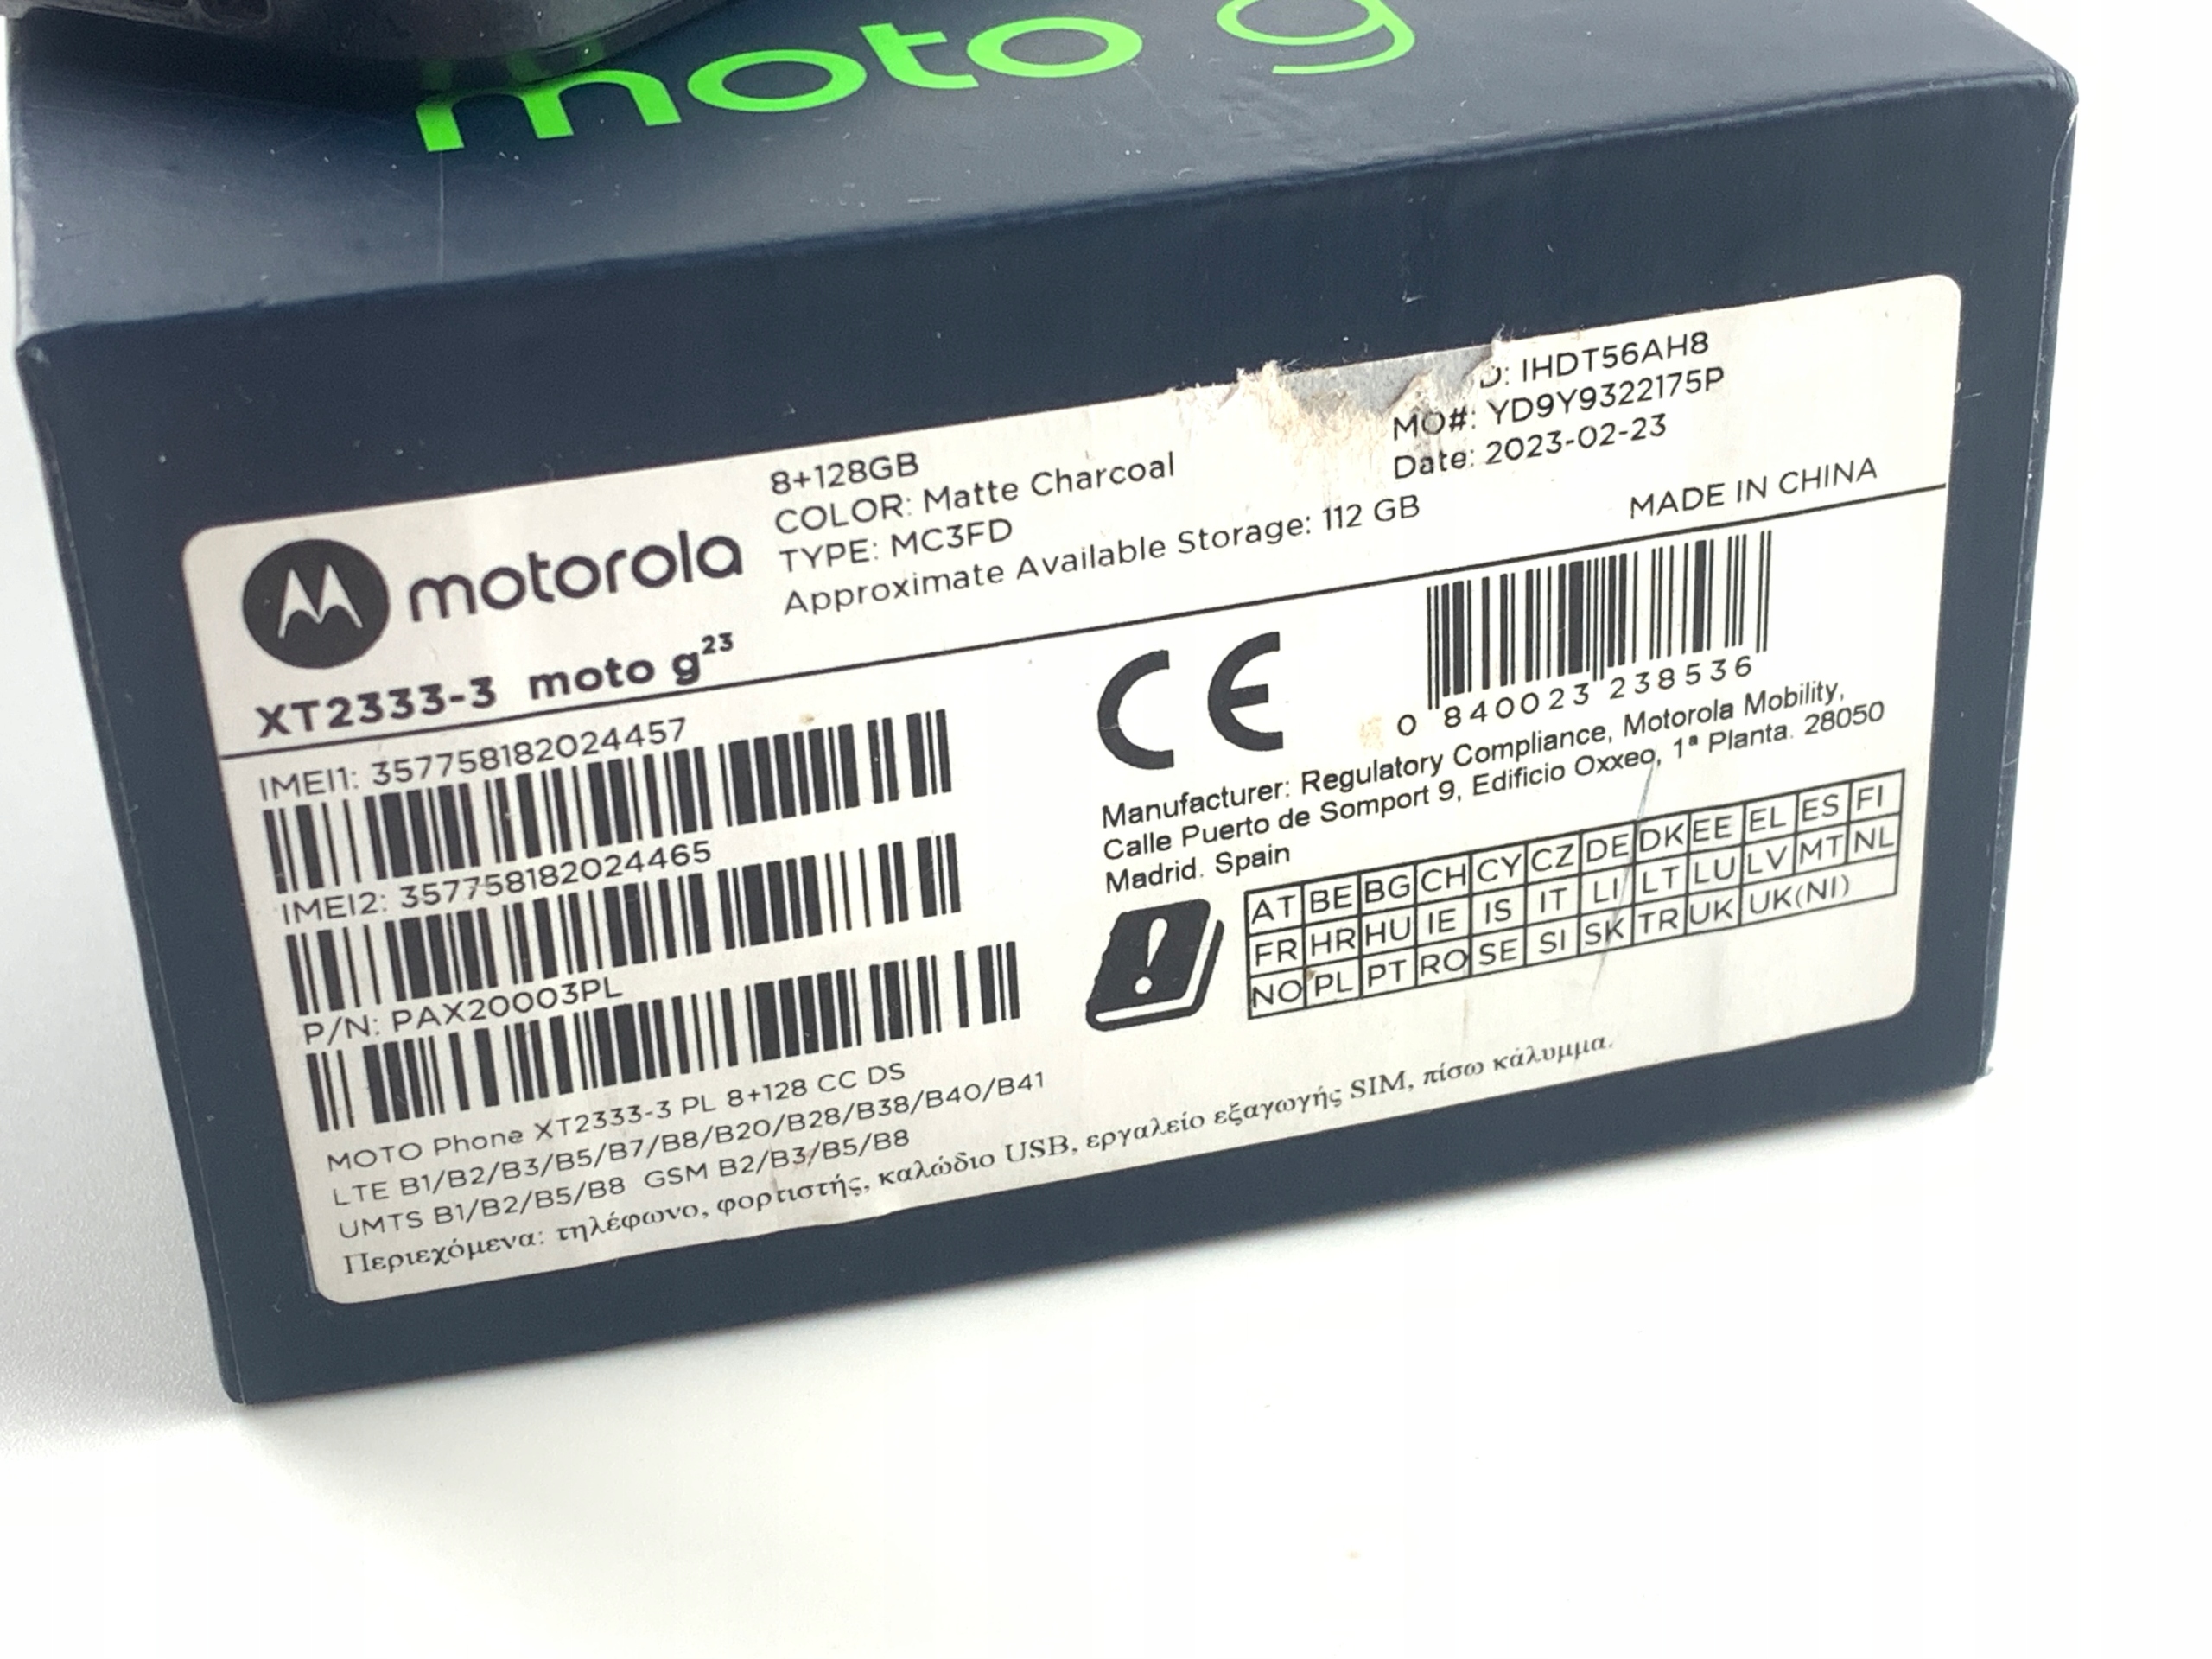 moto g
8+128GB
COLOR: Matte Charcoal
TYPE: MC3FD
Approximate Available Storage: 112 GB
: IHDT56AH8
MO#: YD9Y9322175P
Date: 2023-02-23
MADE IN CHINA
motorola
XT2333-3 moto g23
IMEI1: 357758182024457
IMEI2: 357758182024465
P/N: PAX20003PL
MOTO Phone XT2333-3 PL 8+128 CC DS
LTE B1/B2/B3/B5/B7/B8/B20/B28/B38/B40/B41
UMTS B1/B2/B5/B8 GSM B2/B3/B5/B8
Περιεχόμενα: τηλέφωνο, φορτιστής, καλώδιο USB, εργαλείο εξαγωγής SIM, πίσω κάλυμμα.
CE
0 840023 238536
Manufacturer: Regulatory Compliance, Motorola Mobility,
Calle Puerto de Somport 9, Edificio Oxxeo, 1ª Planta. 28050
Madrid. Spain
AT BE BG CH CY CZ DE DK EE EL ES FI
FR HR HU IE IS IT LI LT LU LV MT NL
NO PL PT RO SE SI SK TR UK UK(NI)